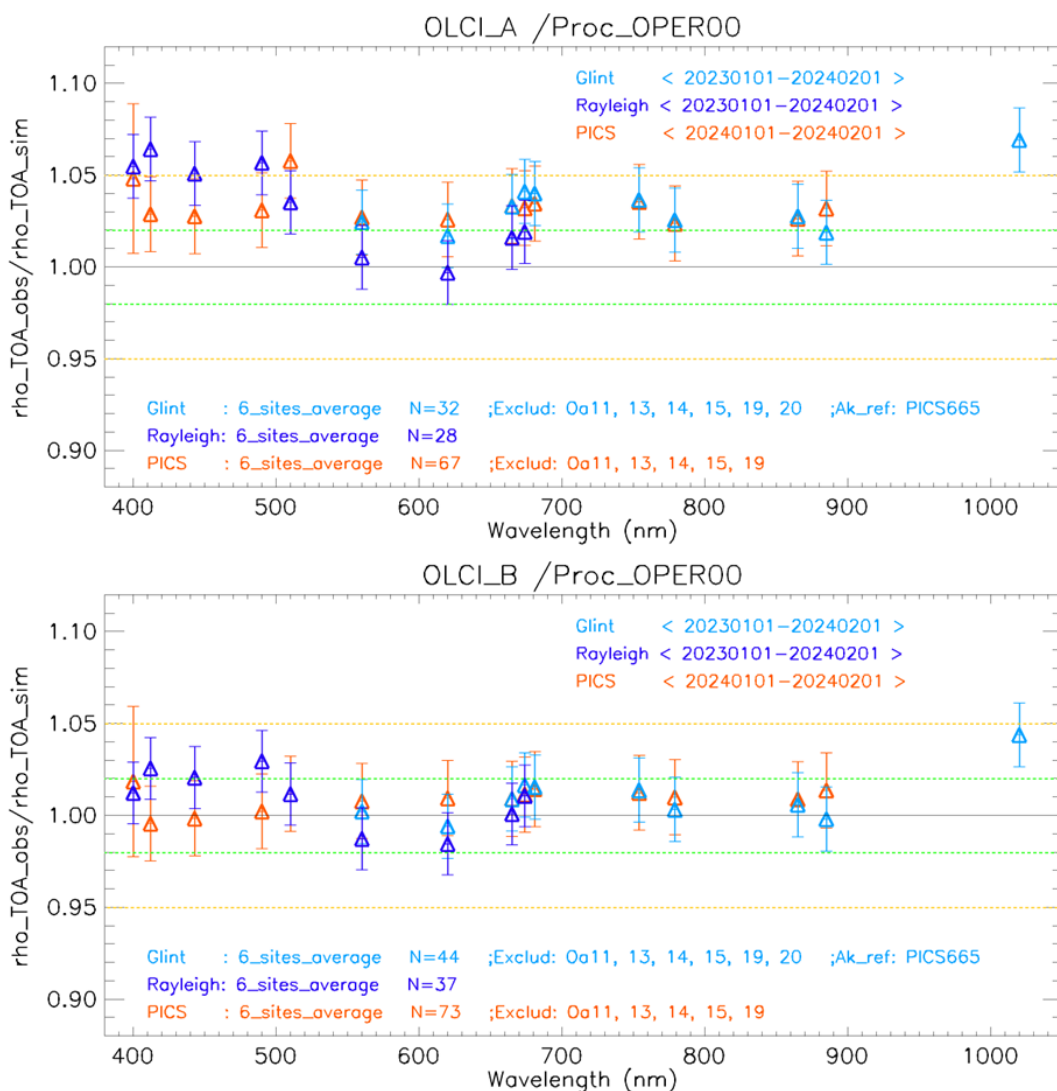 OLCI_A /Proc_OPER00
Glint < 20230101-20240201 >
Rayleigh < 20230101-20240201 >
PICS < 20240101-20240201 >
rho_TOA_obs/rho_TOA_sim
1.10
1.05
1.00
0.95
0.90
Glint : 6_sites_average N=32 ;Exclud: Oa11, 13, 14, 15, 19, 20 ;Ak_ref: PICS665
Rayleigh: 6_sites_average N=28
PICS : 6_sites_average N=67 ;Exclud: Oa11, 13, 14, 15, 19
400 500 600 700 800 900 1000
Wavelength (nm)
OLCI_B /Proc_OPER00
Glint < 20230101-20240201 >
Rayleigh < 20230101-20240201 >
PICS < 20240101-20240201 >
rho_TOA_obs/rho_TOA_sim
1.10
1.05
1.00
0.95
0.90
Glint : 6_sites_average N=44 ;Exclud: Oa11, 13, 14, 15, 19, 20 ;Ak_ref: PICS665
Rayleigh: 6_sites_average N=37
PICS : 6_sites_average N=73 ;Exclud: Oa11, 13, 14, 15, 19
400 500 600 700 800 900 1000
Wavelength (nm)